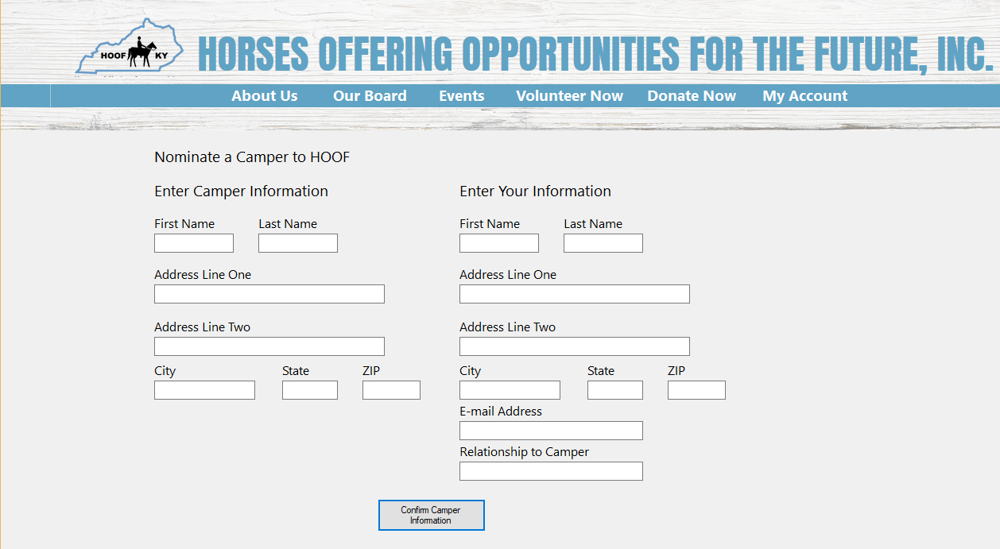 HOOF KY
HORSES OFFERING OPPORTUNITIES FOR THE FUTURE, INC.
About Us Our Board Events Volunteer Now Donate Now My Account
Nominate a Camper to HOOF
Enter Camper Information
First Name Last Name
Address Line One
Address Line Two
City State ZIP
Enter Your Information
First Name Last Name
Address Line One
Address Line Two
City State ZIP
E-mail Address
Relationship to Camper
Confirm Camper
Information